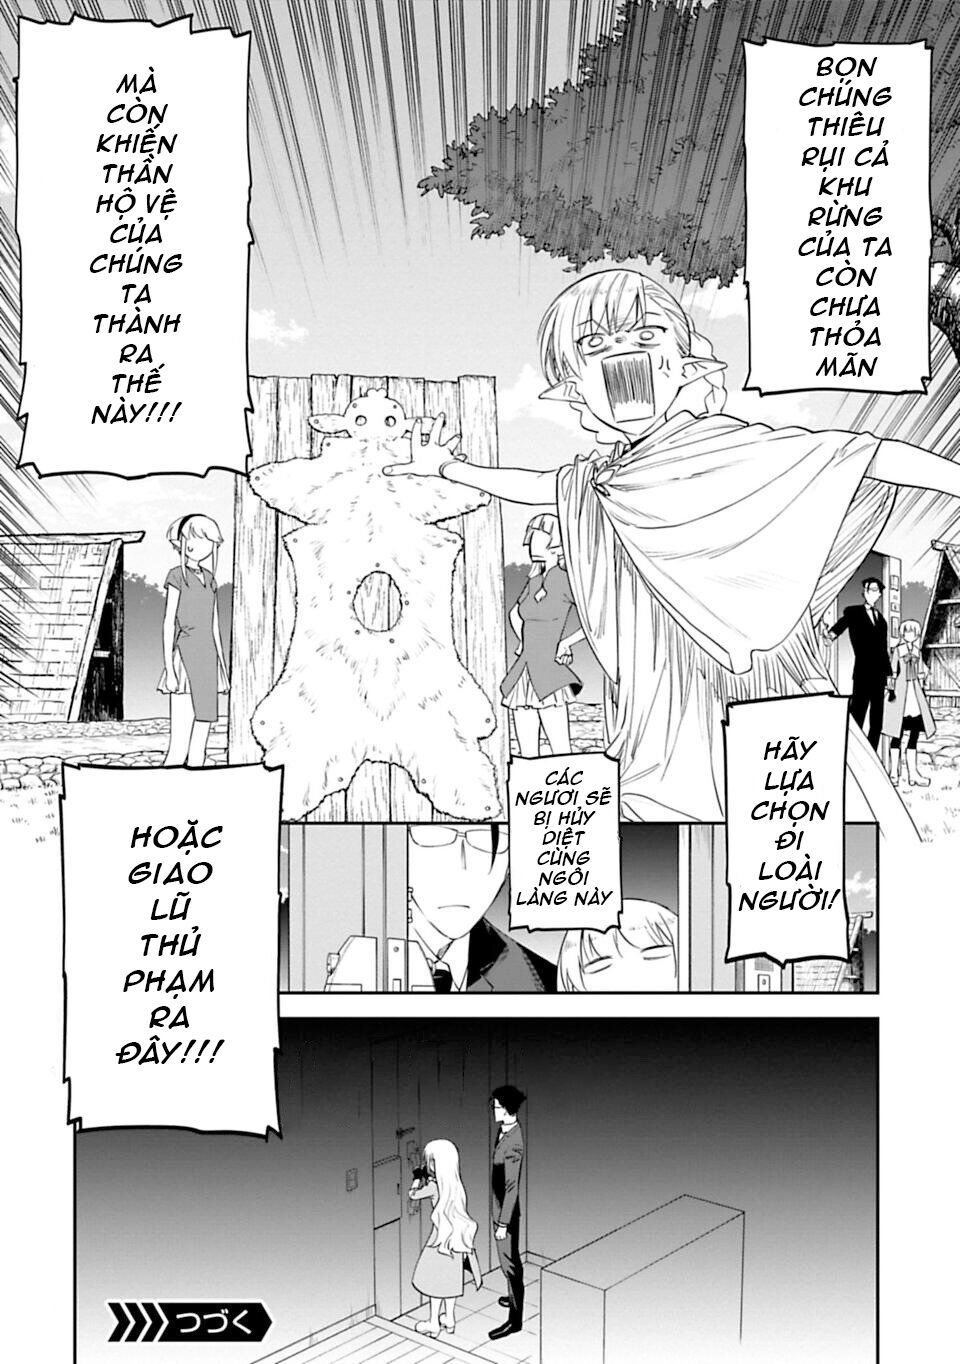 BỌN
CHÚNG
THIÊU
RỤI CẢ
KHU
RỪNG
CỦA TA
CÒN
CHƯA
THỎA
MÃN
MÀ
CÒN
KHIẾN
THẦN
HỘ VỆ
CỦA
CHÚNG
TA
THÀNH
RA
THẾ
NÀY!!!
HÃY
LỰA
CHỌN
ĐI
LOÀI
NGƯỜI!
CÁC
NGƯƠI SẼ
BỊ HỦY
DIỆT
CÙNG
NGÔI
LÀNG NÀY
HOẶC
GIAO
LŨ
THỦ
PHẠM
RA
ĐÂY!!!
つづく